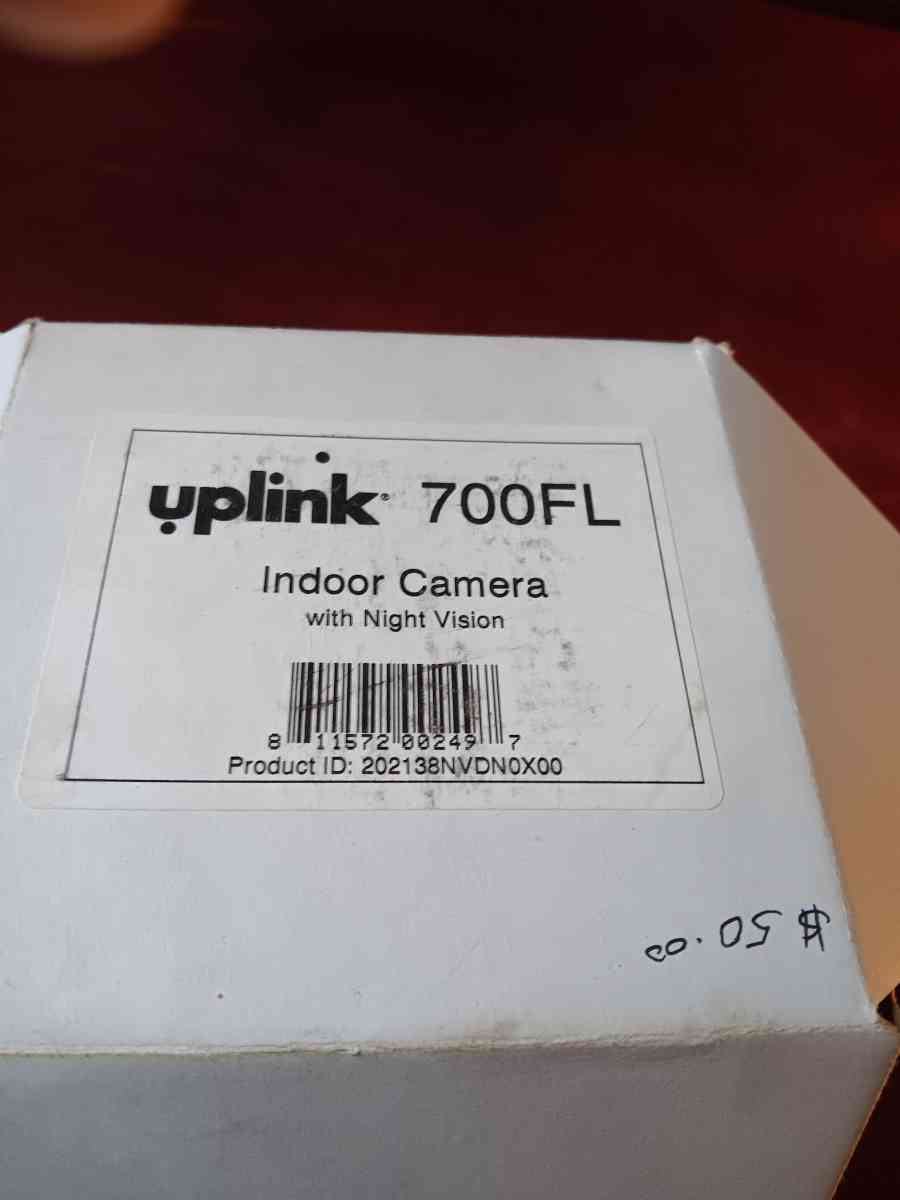 uplink® 700FL
Indoor Camera
with Night Vision
8 11572 00249 7
Product ID: 202138NVDN0X00
$ 50.00